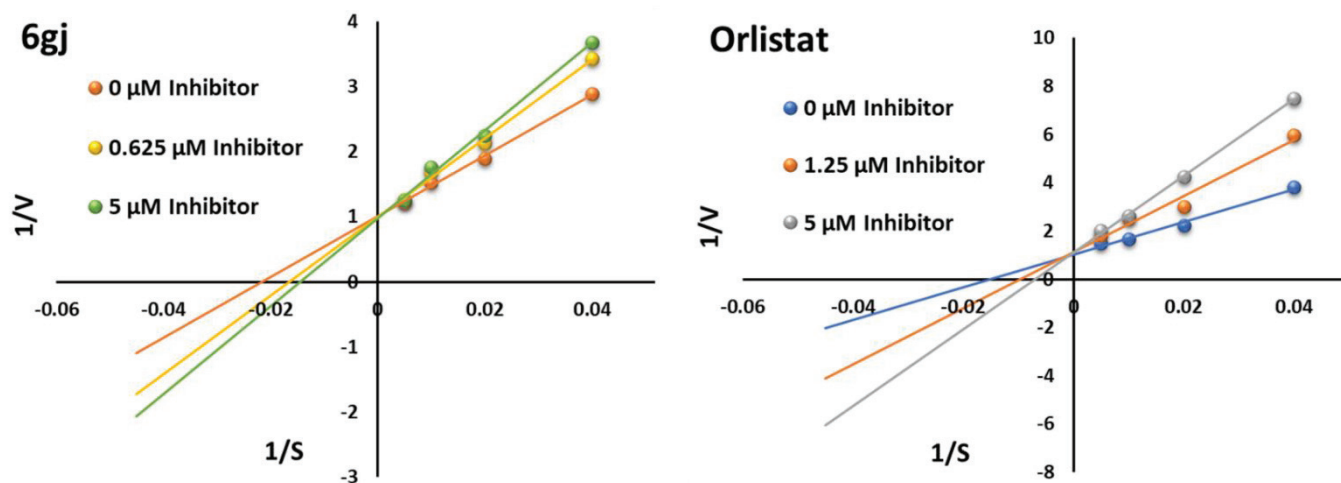 6gj
0 μM Inhibitor
0.625 μM Inhibitor
5 μM Inhibitor
1/V
4
3
2
1
0
-1
-2
-3
-0.06
-0.04
-0.02
0
0.02
0.04
1/S
Orlistat
0 μM Inhibitor
1.25 μM Inhibitor
5 μM Inhibitor
1/V
10
8
6
4
2
0
-2
-4
-6
-8
-0.06
-0.04
-0.02
0
0.02
0.04
1/S